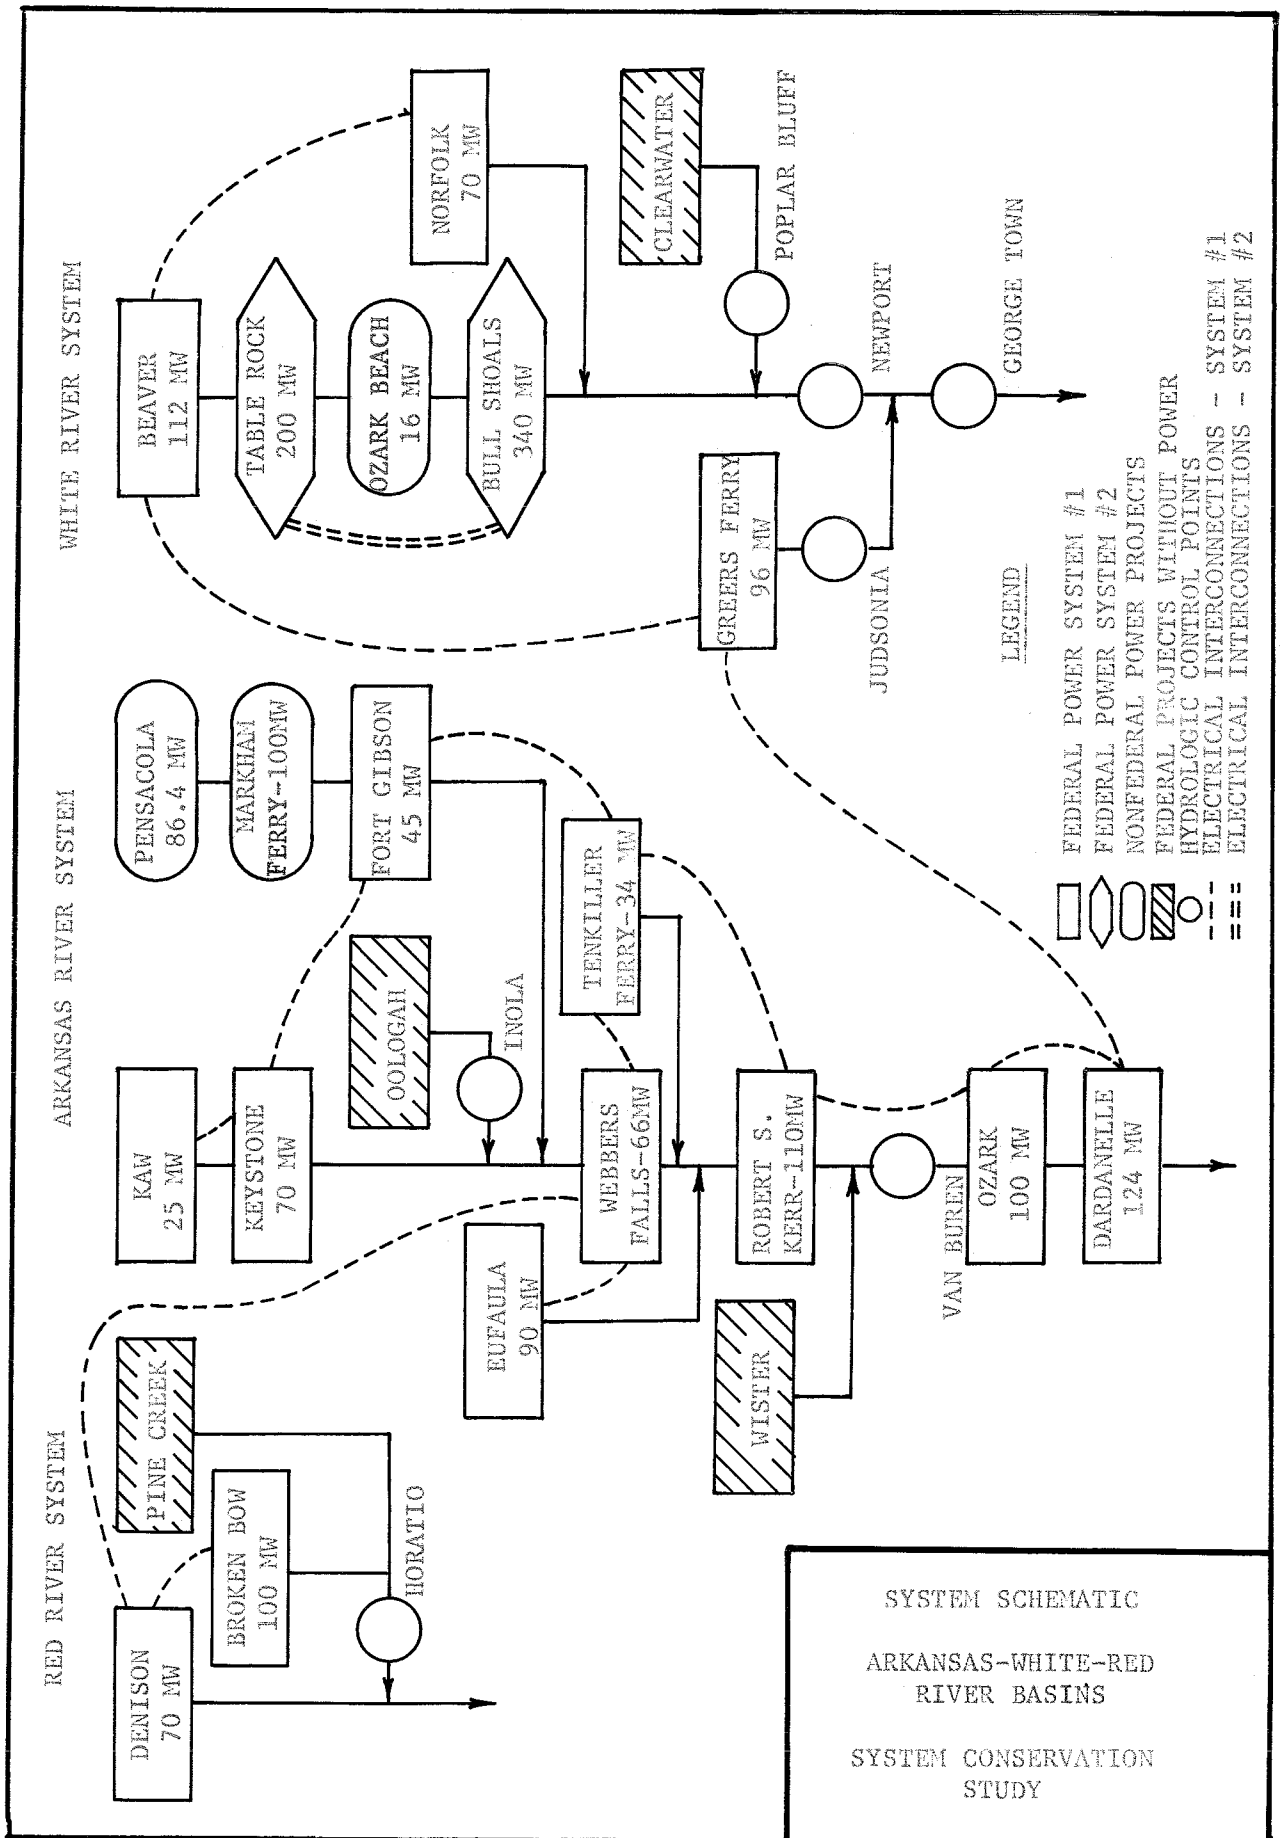 RED RIVER SYSTEM
ARKANSAS RIVER SYSTEM
WHITE RIVER SYSTEM
DENISON
70 MW
BROKEN BOW
100 MW
PINE CREEK
HORATIO
KAW
25 MW
KEYSTONE
70 MW
PENSACOLA
86.4 MW
MARKHAM
FERRY-100MW
FORT GIBSON
45 MW
OOLOGAH
INOLA
EUFAULA
90 MW
WEBBERS
FALLS-66MW
TENKILLER
FERRY-34 MW
WISTER
ROBERT S.
KERR-110MW
VAN BUREN
OZARK
100 MW
DARDANELLE
124 MW
BEAVER
112 MW
TABLE ROCK
200 MW
OZARK BEACH
16 MW
BULL SHOALS
340 MW
NORFOLK
70 MW
CLEARWATER
POPLAR BLUFF
GREERS FERRY
96 MW
JUDSONIA
NEWPORT
GEORGE TOWN
LEGEND
FEDERAL POWER SYSTEM #1
FEDERAL POWER SYSTEM #2
NONFEDERAL POWER PROJECTS
FEDERAL PROJECTS WITHOUT POWER
HYDROLOGIC CONTROL POINTS
ELECTRICAL INTERCONNECTIONS - SYSTEM #1
ELECTRICAL INTERCONNECTIONS - SYSTEM #2
SYSTEM SCHEMATIC
ARKANSAS-WHITE-RED
RIVER BASINS
SYSTEM CONSERVATION
STUDY